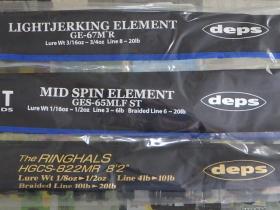 LIGHTJERKING ELEMENT
GE-67MR
Lure Wt 3/16oz~3/4oz Line 8~20lb
deps
MID SPIN ELEMENT
GES-65MLF ST
Lure Wt 1/16oz~1/2oz Line 3~6lb Braided Line 6~20lb
deps
T
DS
The RINGHALS
HGCS-822MR 8'2"
Lure Wt 1/8oz~1/2oz Line 4lb~10lb
Braided Line 10lb~20lb
deps